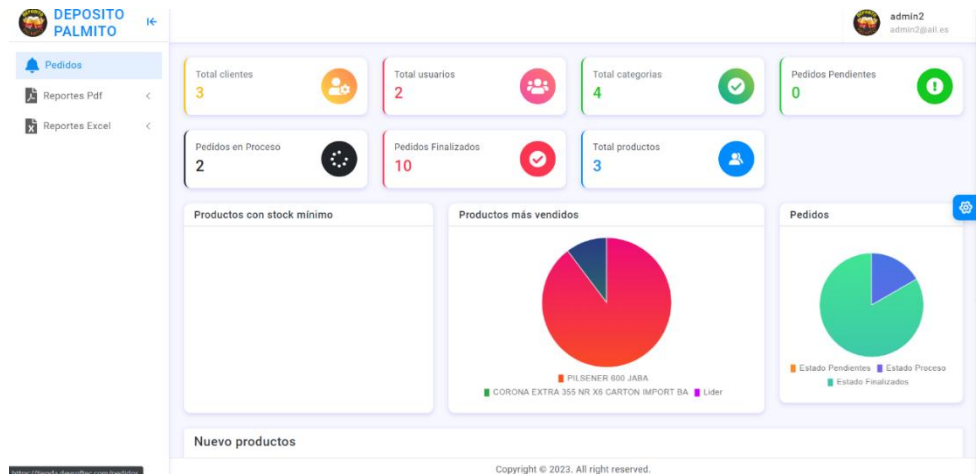 DEPOSITO
PALMITO
admin2
admin2@all.es
Pedidos
Reportes Pdf
Reportes Excel
Total clientes
3
Total usuarios
2
Total categorias
4
Pedidos Pendientes
0
Pedidos en Proceso
2
Pedidos Finalizados
10
Total productos
3
Productos con stock mínimo
Productos más vendidos
PILSENER 600 JABA
CORONA EXTRA 355 NR X6 CARTON IMPORT BA
Lider
Pedidos
Estado Pendientes
Estado Proceso
Estado Finalizados
Nuevo productos
Copyright © 2023. All right reserved.